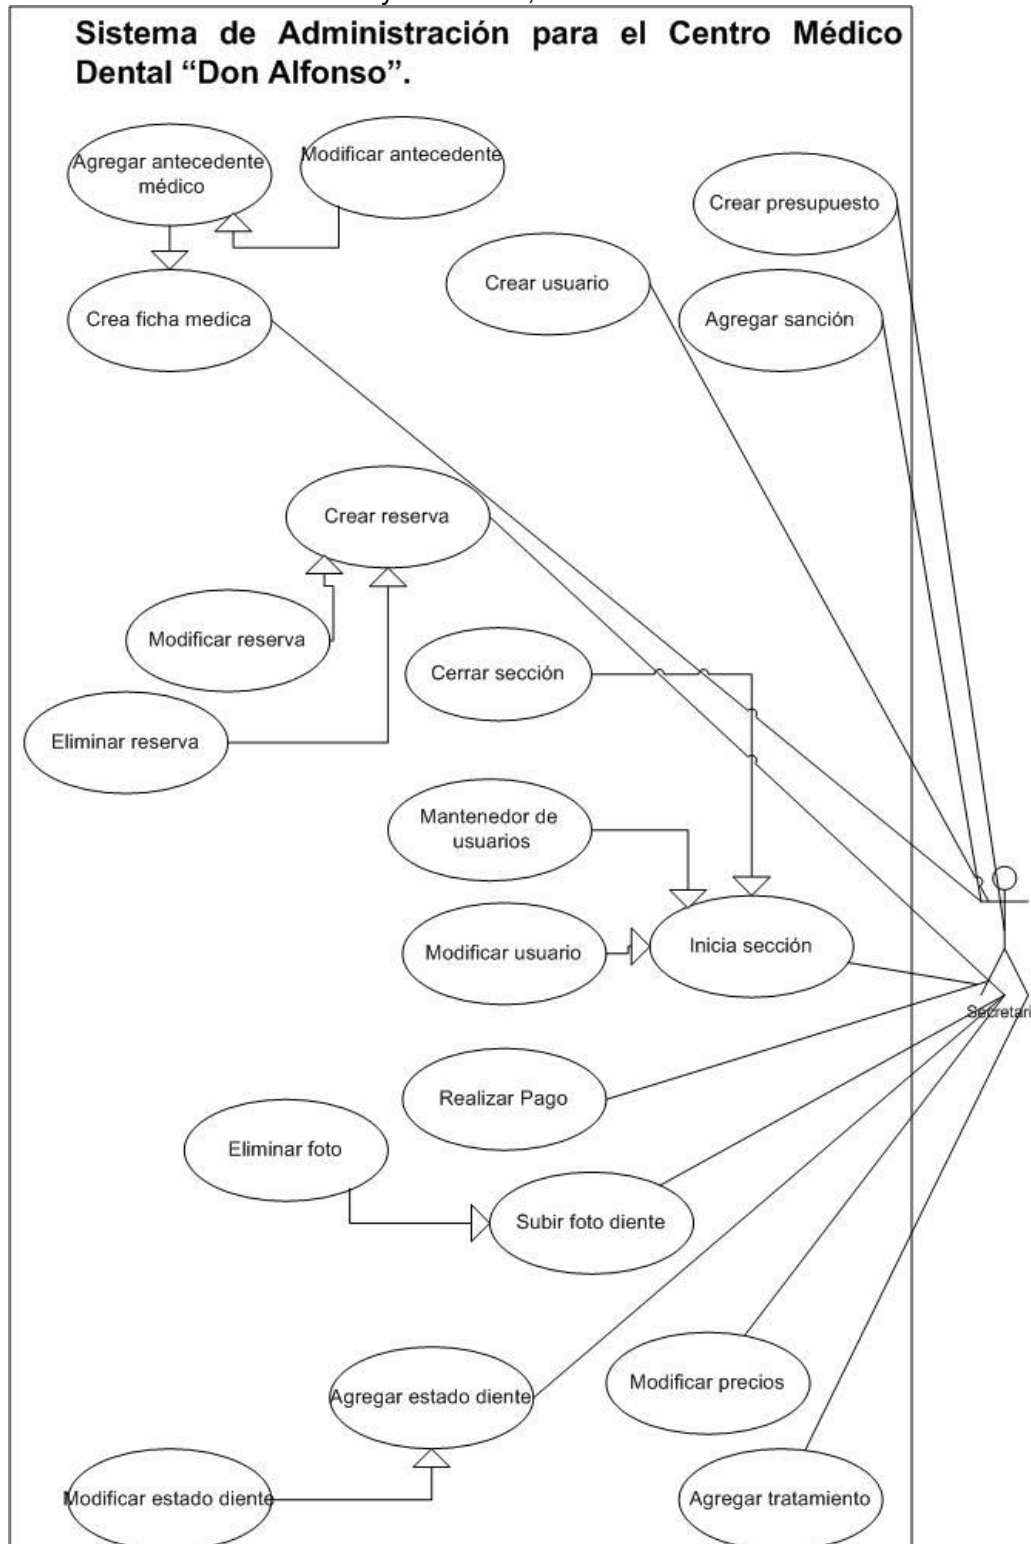 Sistema de Administración para el Centro Médico
Dental “Don Alfonso”.
Agregar antecedente
médico
Modificar antecedente
Crear presupuesto
Crear usuario
Agregar sanción
Crea ficha medica
Crear reserva
Modificar reserva
Cerrar sección
Eliminar reserva
Mantenedor de
usuarios
Modificar usuario
Inicia sección
Secretari
Realizar Pago
Eliminar foto
Subir foto diente
Agregar estado diente
Modificar precios
Modificar estado diente
Agregar tratamiento